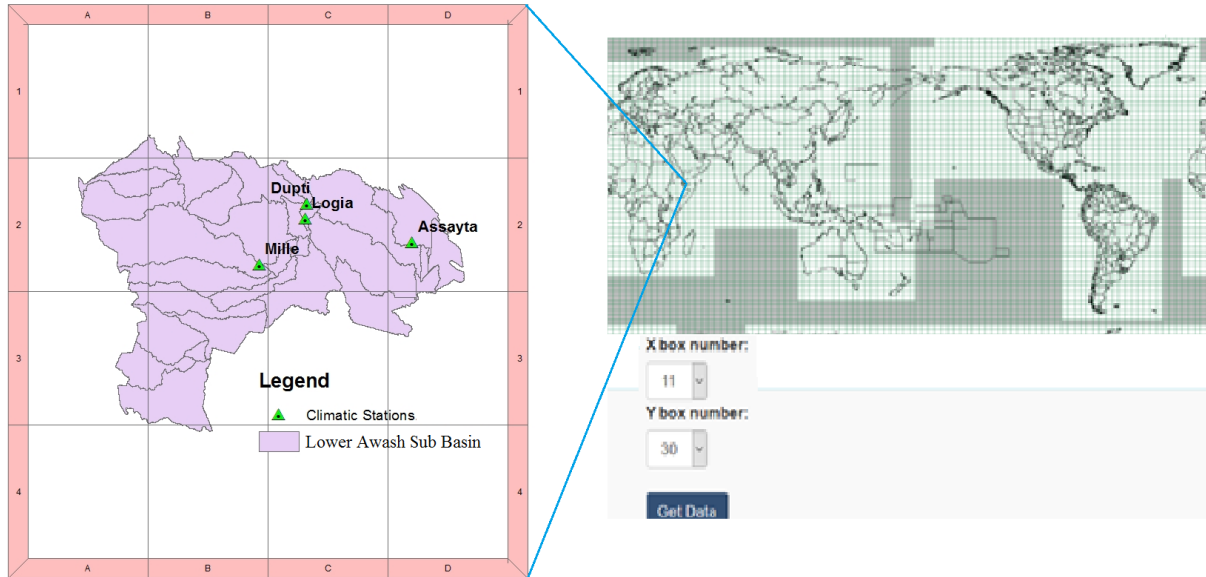 A B C D
1 1
Dupti
Logia
2 2
Assayta
Mille
3 3
Legend
Climatic Stations
Lower Awash Sub Basin
4 4
A B C D
X box number:
11
Y box number:
30
Get Data